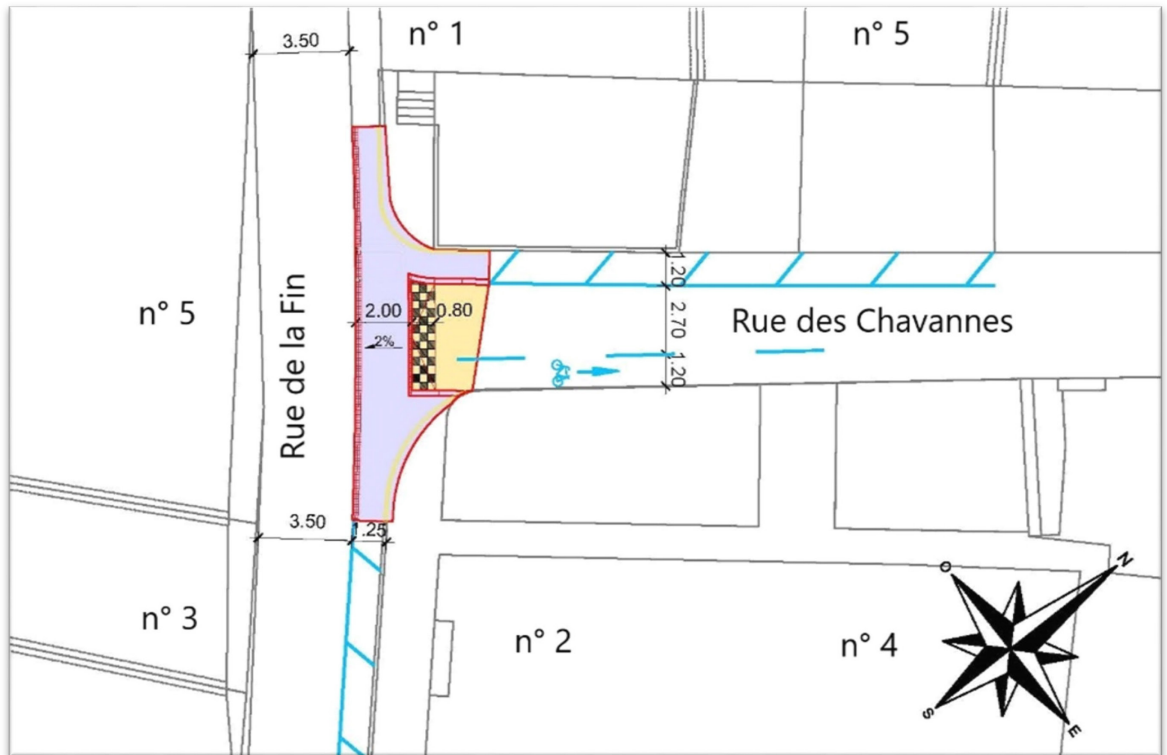 n° 1
n° 5
3.50
1.20
2.70
1.20
Rue des Chavannes
2.00
0.80
2%
n° 5
Rue de la Fin
3.50
1.25
n° 3
n° 2
n° 4
O
N
S
E